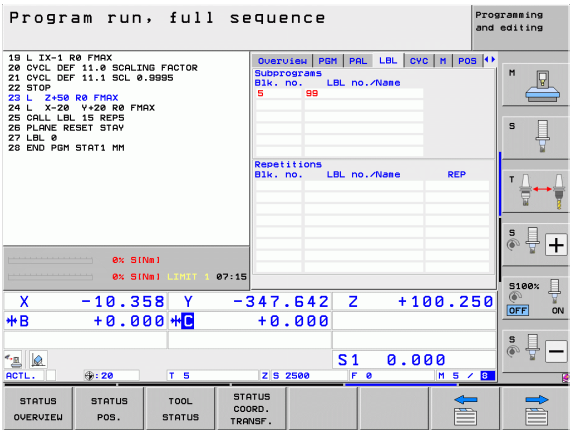 Program run, full sequence
Programming
and editing
19 L IX-1 R0 FMAX
20 CYCL DEF 11.0 SCALING FACTOR
21 CYCL DEF 11.1 SCL 0.9995
22 STOP
23 L Z+50 R0 FMAX
24 L X-20 Y+20 R0 FMAX
25 CALL LBL 15 REP5
26 PLANE RESET STAY
27 LBL 0
28 END PGM STAT1 MM
Overview PGM PAL LBL CYC M POS
Subprograms
Blk. no. LBL no./Name
5 99
Repetitions
Blk. no. LBL no./Name REP
0% S[Nm]
0% S[Nm] LIMIT 1 07:15
X -10.358 Y -347.642 Z +100.250
B +0.000 C +0.000
S1 0.000
ACTL. :20 T 5 Z S 2500 F 0 M 5 / 8
M
S
T
S
S100%
OFF ON
S
STATUS
OVERVIEW
STATUS
POS.
TOOL
STATUS
STATUS
COORD.
TRANSF.